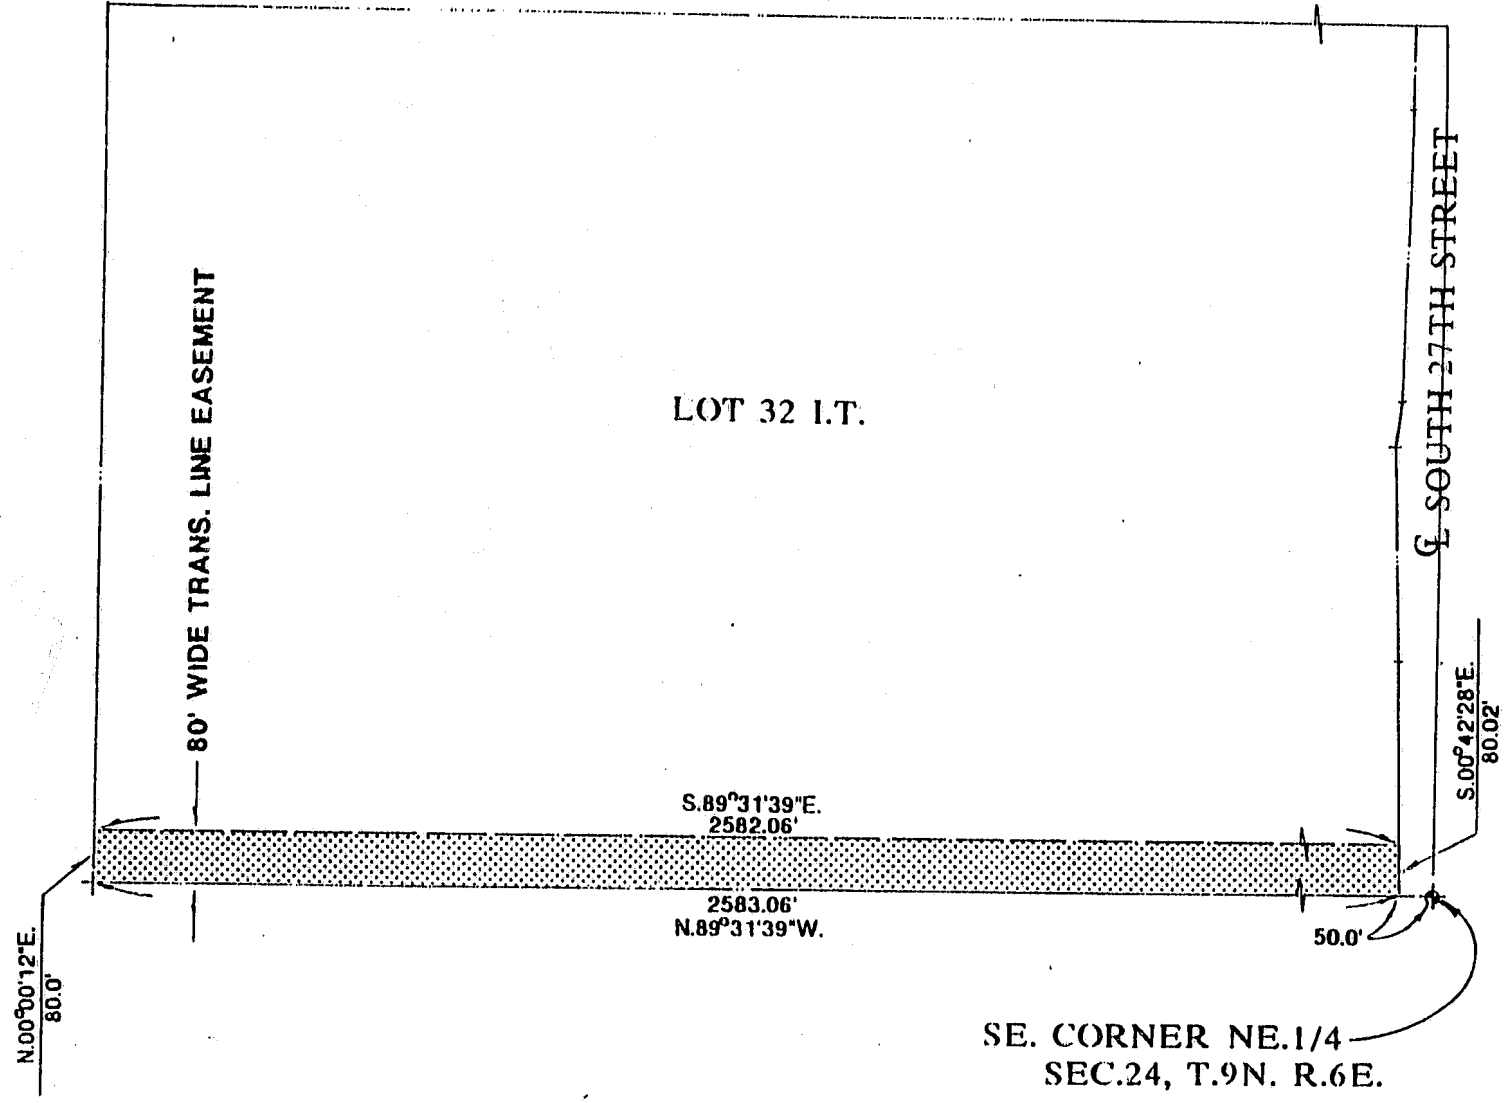 LOT 32 I.T.
80' WIDE TRANS. LINE EASEMENT
℄ SOUTH 27TH STREET
S.00°42'28"E.
80.02'
S.89°31'39"E.
2582.06'
2583.06'
N.89°31'39"W.
50.0'
N.00°00'12"E.
80.0'
SE. CORNER NE.1/4
SEC.24, T.9N. R.6E.